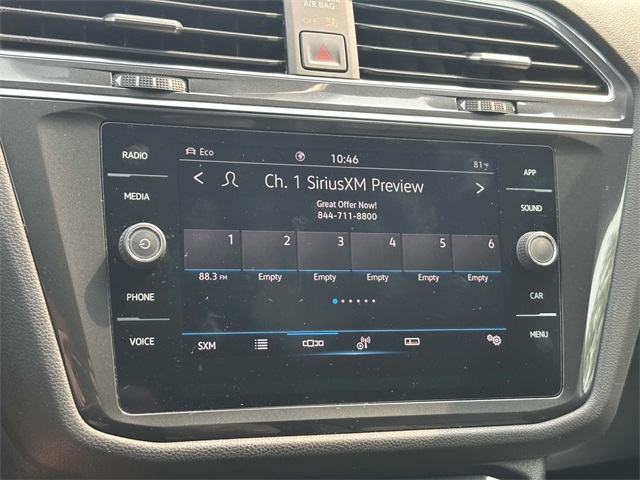 AIR BAG
OFF
RADIO
MEDIA
PHONE
VOICE
Eco
10:46
81°F
Ch. 1 SiriusXM Preview
Great Offer Now!
844-711-8800
1 2 3 4 5 6
88.3 FM Empty Empty Empty Empty Empty
SXM
APP
SOUND
CAR
MENU